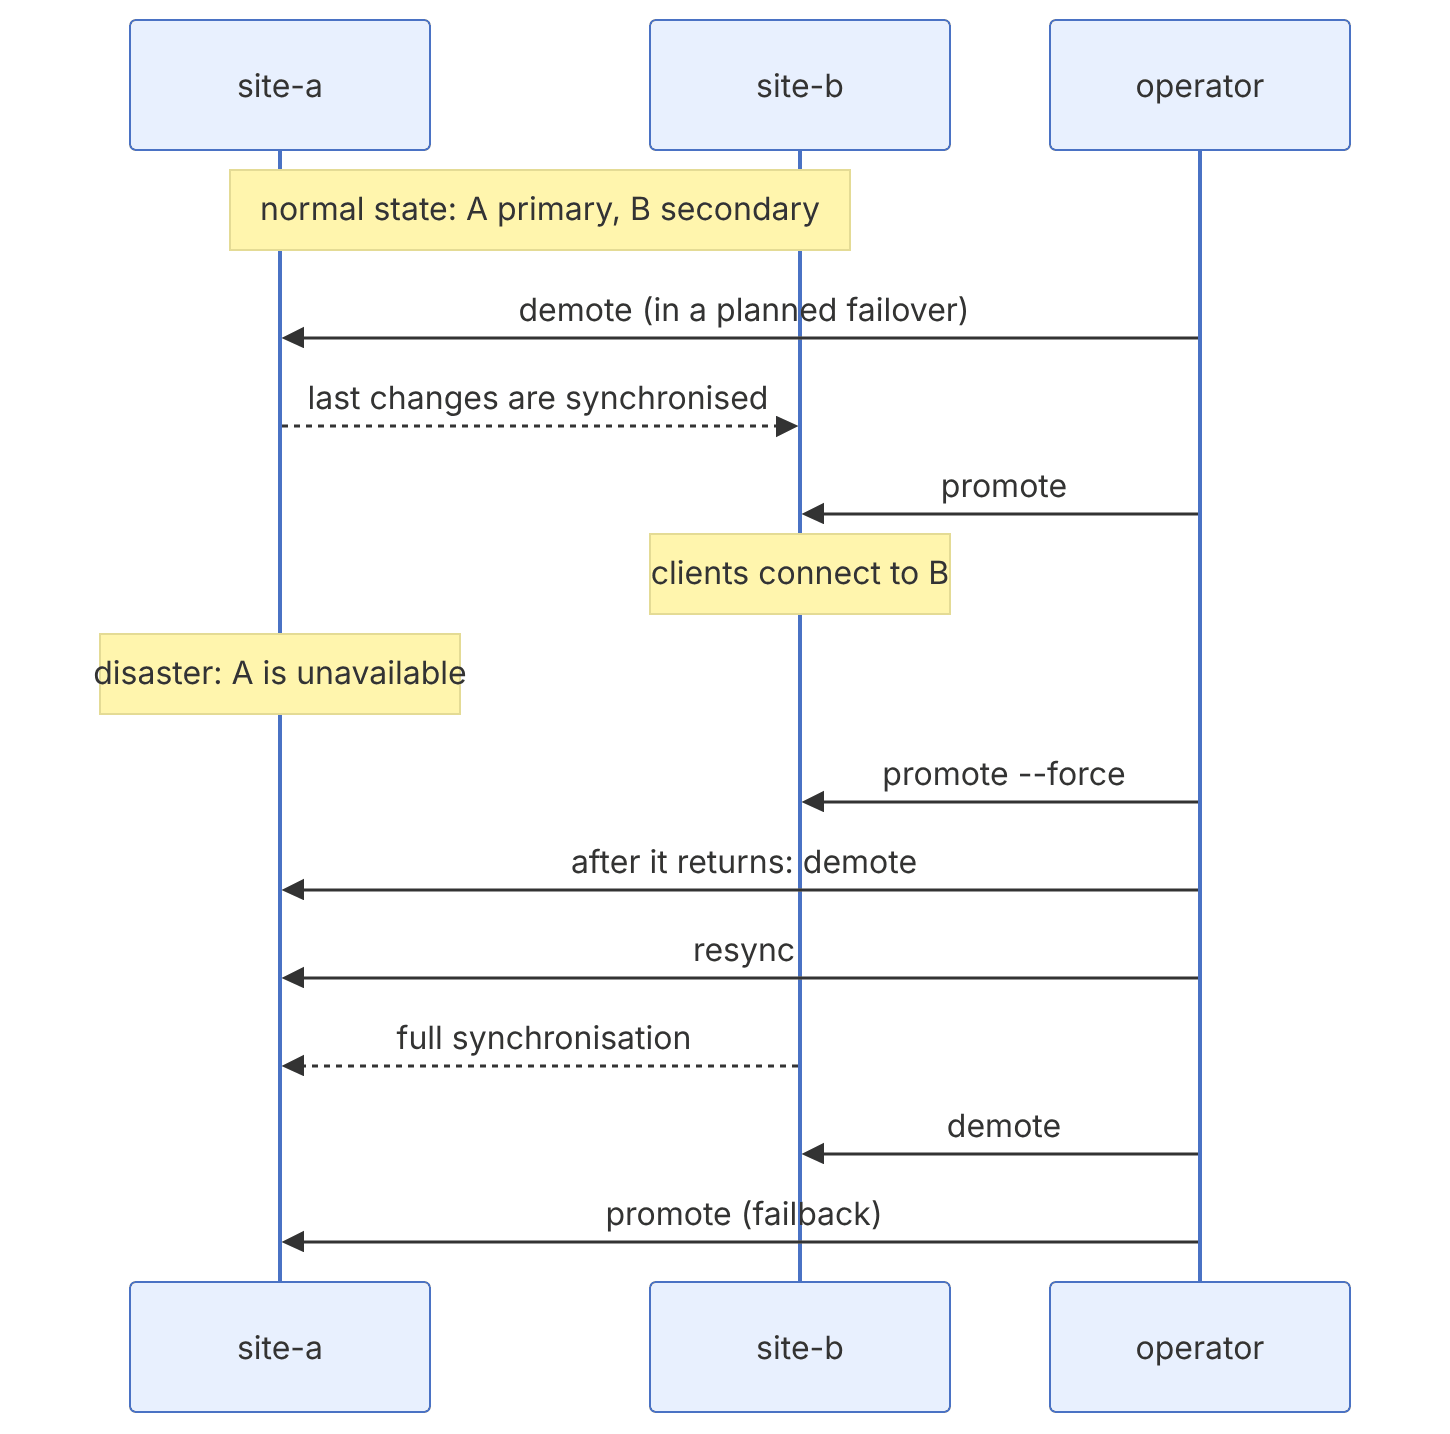 site-a
site-b
operator
normal state: A primary, B secondary
demote (in a planned failover)
last changes are synchronised
promote
clients connect to B
disaster: A is unavailable
promote --force
after it returns: demote
resync
full synchronisation
demote
promote (failback)
site-a
site-b
operator